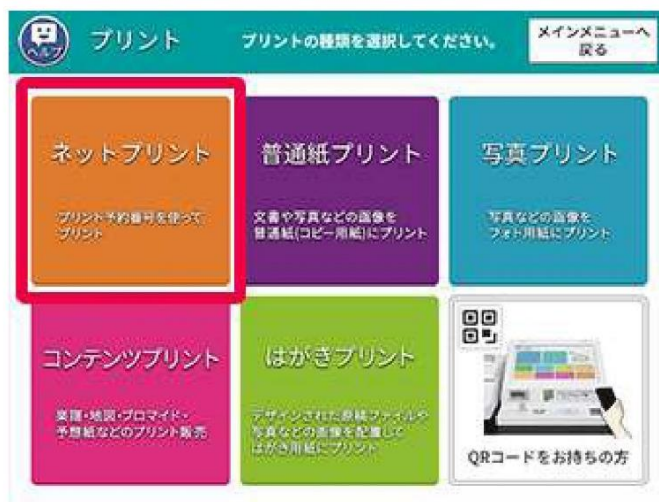 ヘルプ
プリント
プリントの種類を選択してください。
メインメニューへ
戻る
ネットプリント
プリント予約番号を使って
プリント
普通紙プリント
文書や写真などの画像を
普通紙(コピー用紙)にプリント
写真プリント
写真などの画像を
フォト用紙にプリント
コンテンツプリント
楽譜・地図・ブロマイド・
予想紙などのプリント販売
はがきプリント
デザインされた原稿ファイルや
写真などの画像を配置して
はがき用紙にプリント
QRコードをお持ちの方